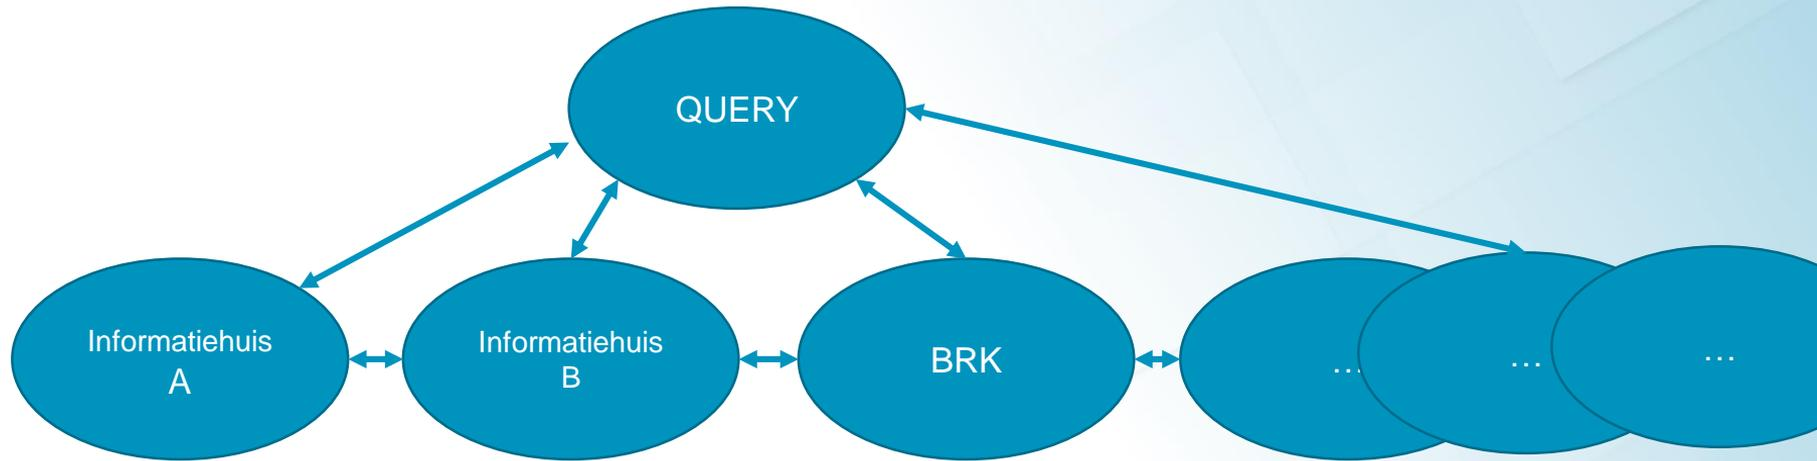 QUERY
Informatiehuis
A
Informatiehuis
B
BRK
...
...
...